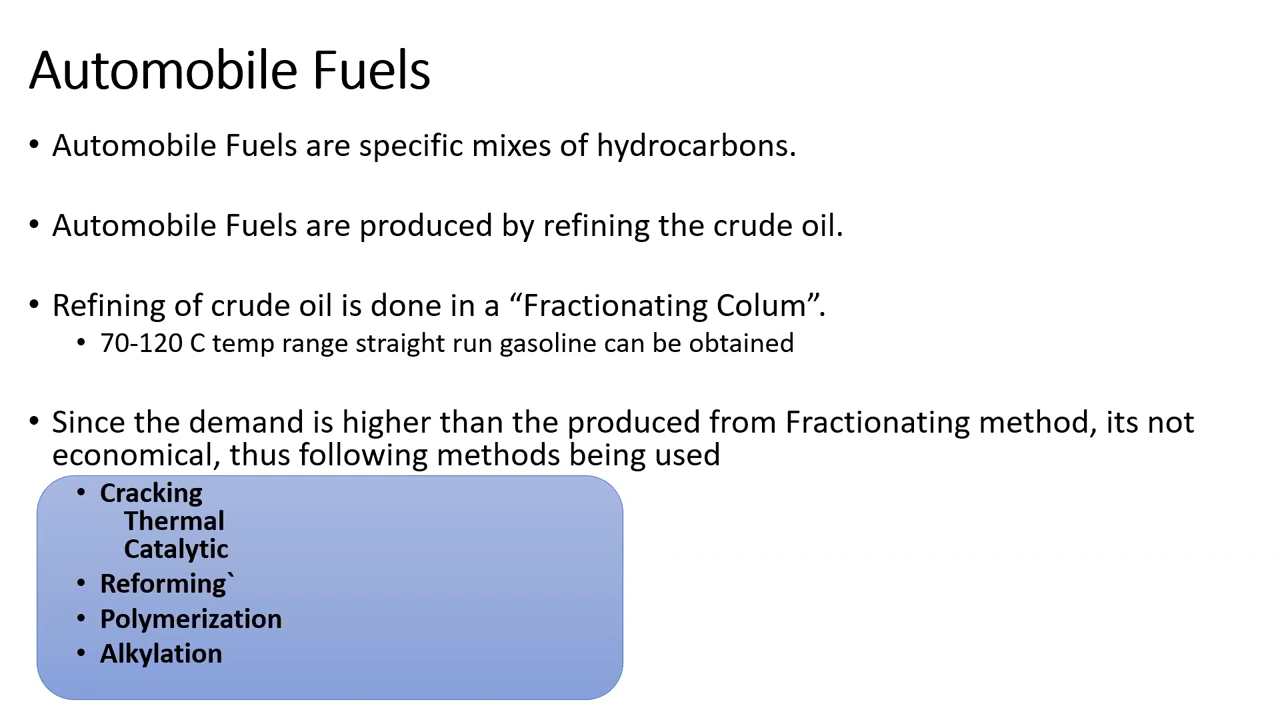 Automobile Fuels
• Automobile Fuels are specific mixes of hydrocarbons.
• Automobile Fuels are produced by refining the crude oil.
• Refining of crude oil is done in a “Fractionating Colum”.
• 70-120 C temp range straight run gasoline can be obtained
• Since the demand is higher than the produced from Fractionating method, its not
economical, thus following methods being used
• Cracking
Thermal
Catalytic
• Reforming`
• Polymerization
• Alkylation